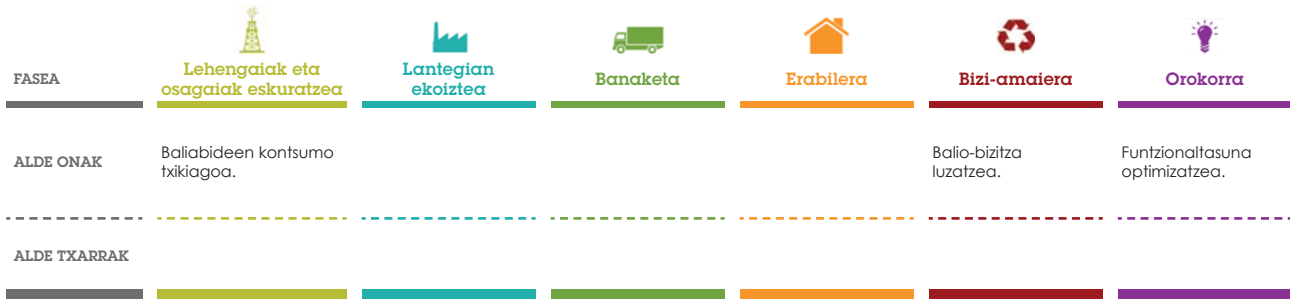 FASEA
Lehengaiak eta
osagaiak eskuratzea
Lantegian
ekoiztea
Banaketa
Erabilera
Bizi-amaiera
Orokorra
ALDE ONAK
Baliabideen kontsumo
txikiagoa.
Balio-bizitza
luzatzea.
Funtzionaltasuna
optimizatzea.
ALDE TXARRAK